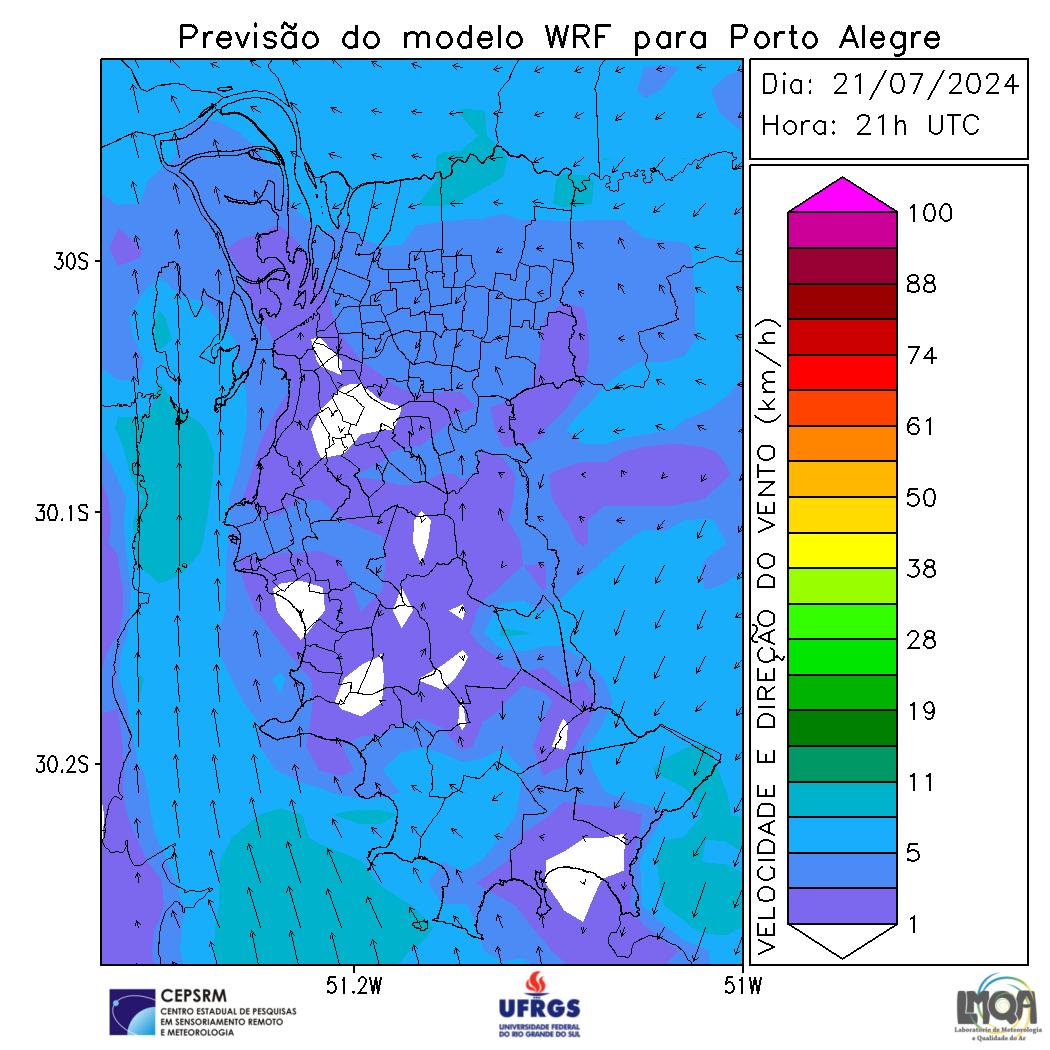 Previsão do modelo WRF para Porto Alegre
Dia: 21/07/2024
Hora: 21h UTC
30S
30.1S
30.2S
51.2W
51W
VELOCIDADE E DIREÇÃO DO VENTO (km/h)
100
88
74
61
50
38
28
19
11
5
1
CEPSRM
CENTRO ESTADUAL DE PESQUISAS
EM SENSORIAMENTO REMOTO
E METEOROLOGIA
UFRGS
UNIVERSIDADE FEDERAL
DO RIO GRANDE DO SUL
LMQA
Laboratório de Meteorologia
e Qualidade do Ar